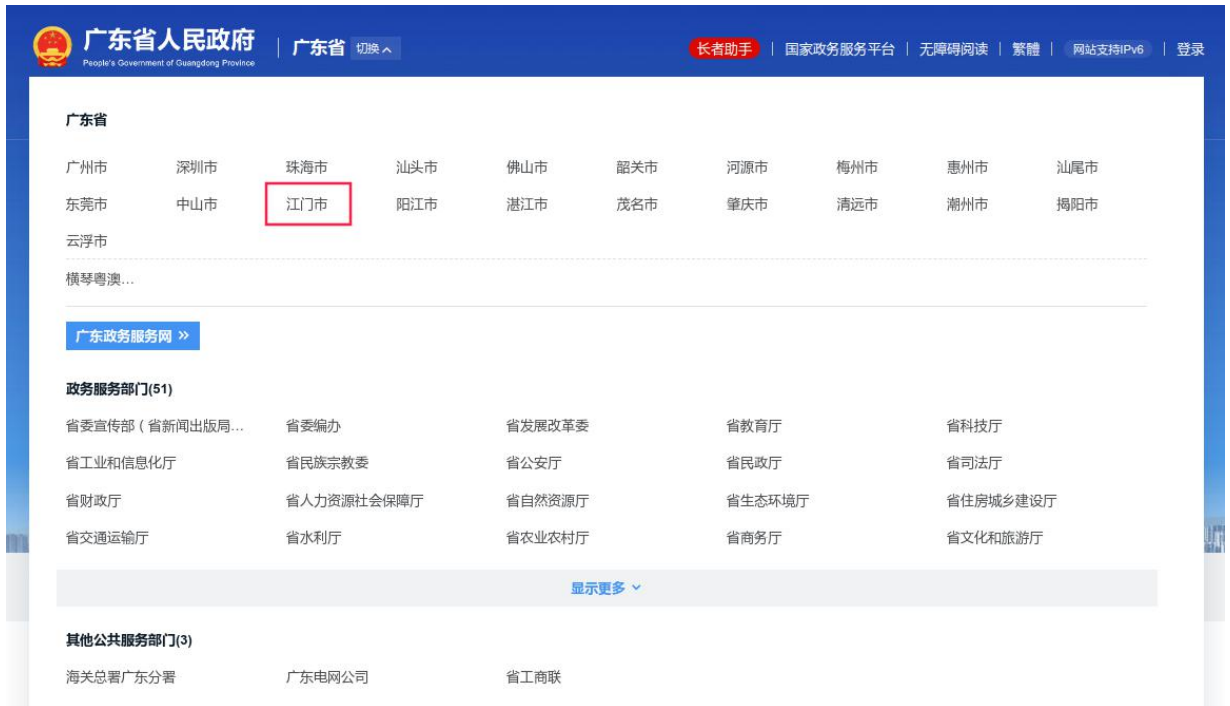 广东省人民政府 | 广东省 切换 长者助手 | 国家政务服务平台 | 无障碍阅读 | 繁體 | 网站支持IPv6 | 登录
People's Government of Guangdong Province
广东省
广州市 深圳市 珠海市 汕头市 佛山市 韶关市 河源市 梅州市 惠州市 汕尾市
东莞市 中山市 江门市 阳江市 湛江市 茂名市 肇庆市 清远市 潮州市 揭阳市
云浮市
横琴粤澳...
广东政务服务网 »
政务服务部门(51)
省委宣传部（省新闻出版局... 省委编办 省发展改革委 省教育厅 省科技厅
省工业和信息化厅 省民族宗教委 省公安厅 省民政厅 省司法厅
省财政厅 省人力资源社会保障厅 省自然资源厅 省生态环境厅 省住房城乡建设厅
省交通运输厅 省水利厅 省农业农村厅 省商务厅 省文化和旅游厅
显示更多
其他公共服务部门(3)
海关总署广东分署 广东电网公司 省工商联